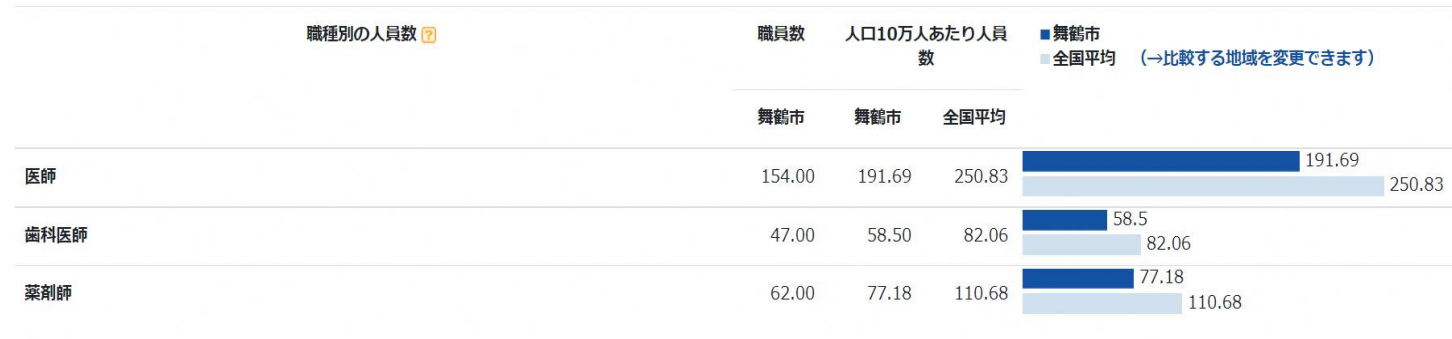 職種別の人員数 ?
職員数
人口10万人あたり人員
数
■舞鶴市
■全国平均 (→比較する地域を変更できます)
舞鶴市 舞鶴市 全国平均
医師 154.00 191.69 250.83 191.69
250.83
歯科医師 47.00 58.50 82.06 58.5
82.06
薬剤師 62.00 77.18 110.68 77.18
110.68